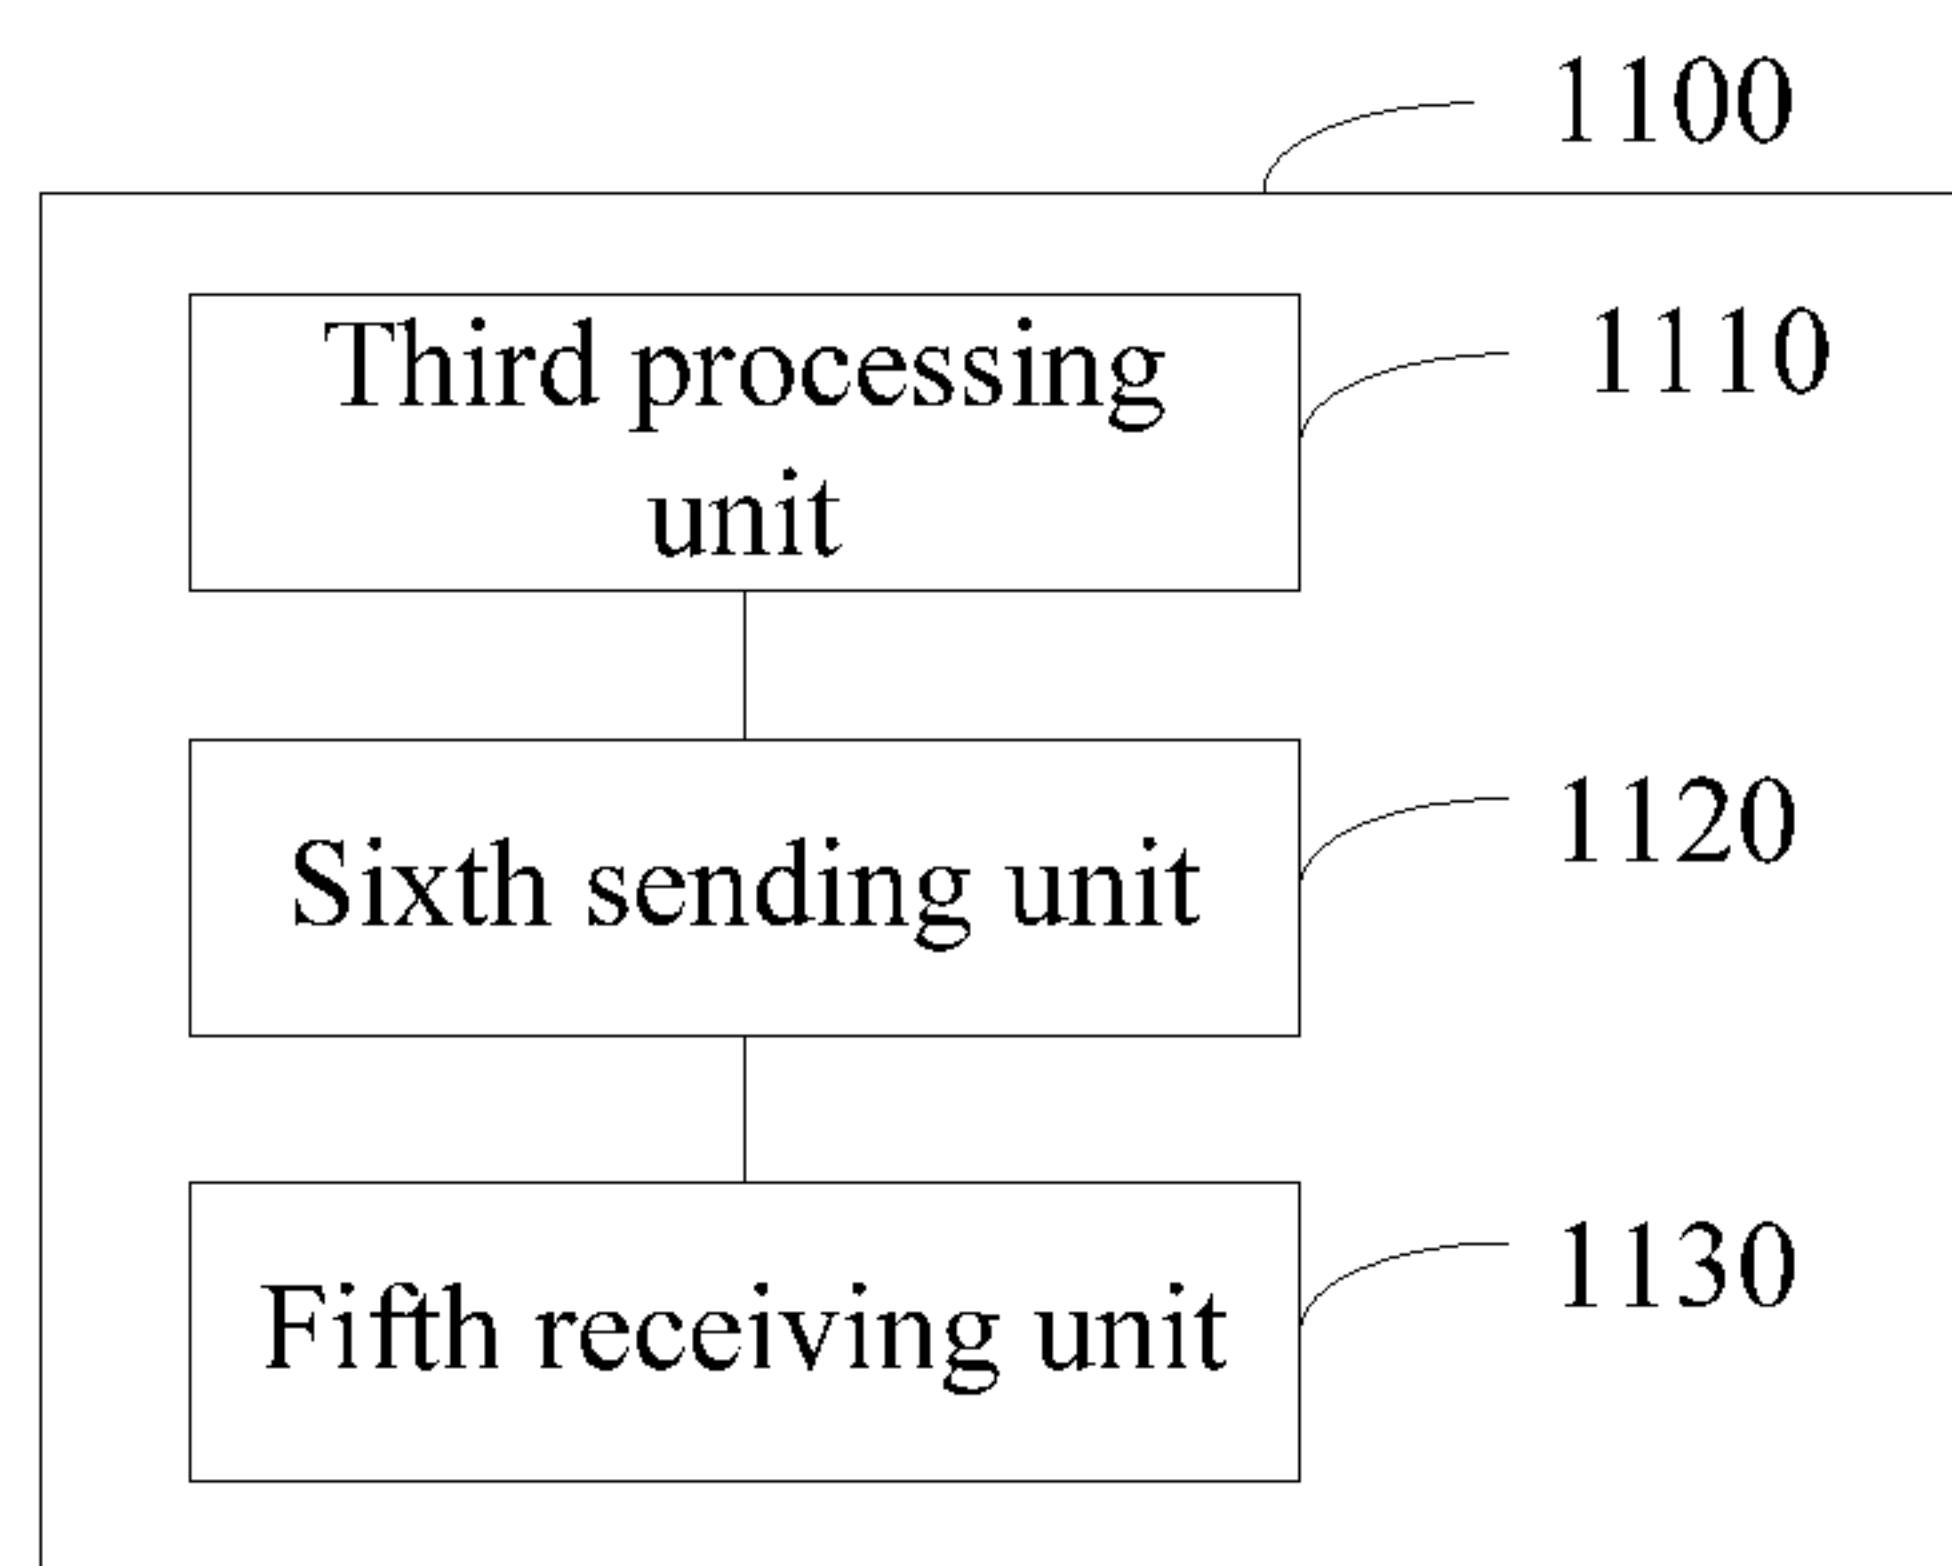 1100
Third processing
unit
1110
Sixth sending unit
1120
Fifth receiving unit
1130